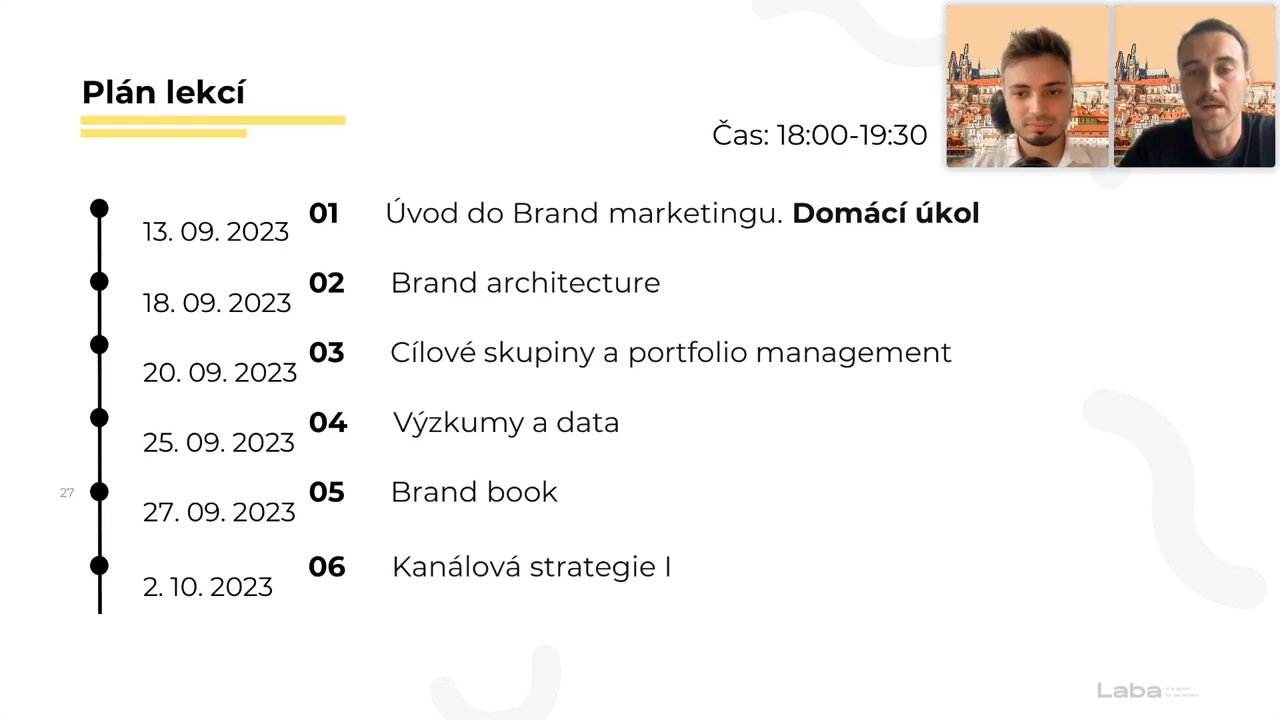 Plán lekcí
Čas: 18:00-19:30
13. 09. 2023 01 Úvod do Brand marketingu. Domácí úkol
18. 09. 2023 02 Brand architecture
20. 09. 2023 03 Cílové skupiny a portfolio management
25. 09. 2023 04 Výzkumy a data
27
27. 09. 2023 05 Brand book
2. 10. 2023 06 Kanálová strategie I
Laba